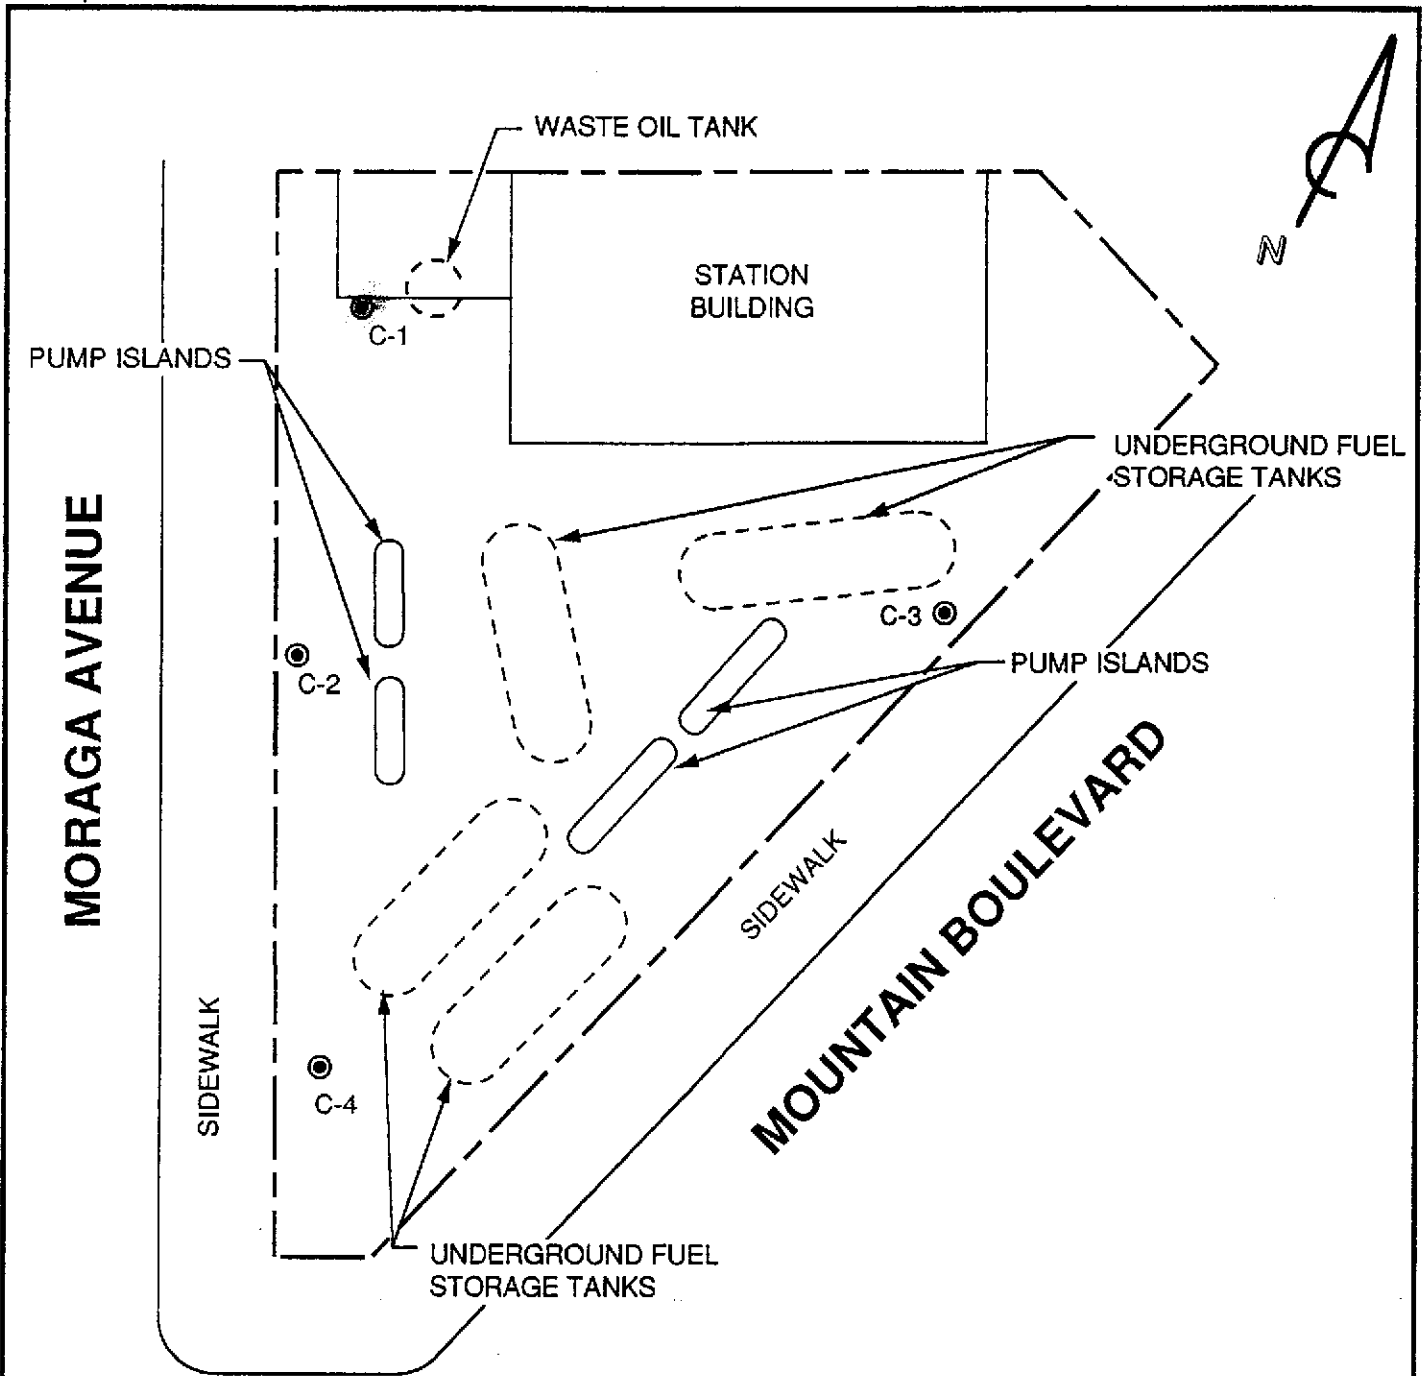 WASTE OIL TANK
N
STATION
BUILDING
C-1
PUMP ISLANDS
UNDERGROUND FUEL
STORAGE TANKS
MORAGA AVENUE
C-3
C-2
PUMP ISLANDS
SIDEWALK
MOUNTAIN BOULEVARD
SIDEWALK
C-4
UNDERGROUND FUEL
STORAGE TANKS